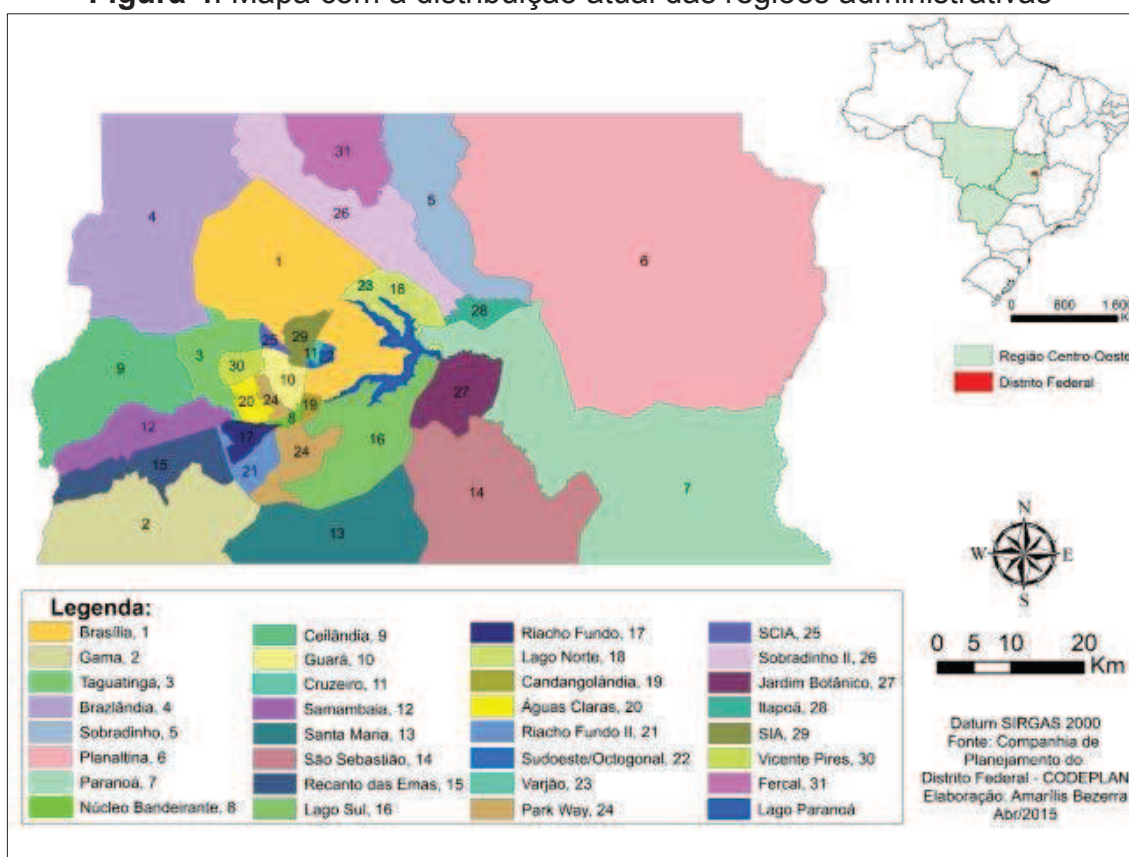 Mapa com a distribuição atual das regiões administrativas
31
4
26
5
1
6
23
18
28
29
25
11
3
9
30
10
27
20
24
19
8
12
17
16
24
15
21
14
7
2
13
0 800 1 600
Região Centro-Oeste
Distrito Federal
N
W E
S
0 5 10 20
Km
Datum SIRGAS 2000
Fonte: Companhia de
Planejamento do
Distrito Federal - CODEPLAN
Elaboração: Amarílis Bezerra
Abr/2015
Legenda:
Brasília, 1
Gama, 2
Taguatinga, 3
Brazlândia, 4
Sobradinho, 5
Planaltina, 6
Paranoá, 7
Núcleo Bandeirante, 8
Ceilândia, 9
Guará, 10
Cruzeiro, 11
Samambaia, 12
Santa Maria, 13
São Sebastião, 14
Recanto das Emas, 15
Lago Sul, 16
Riacho Fundo, 17
Lago Norte, 18
Candangolândia, 19
Águas Claras, 20
Riacho Fundo II, 21
Sudoeste/Octogonal, 22
Varjão, 23
Park Way, 24
SCIA, 25
Sobradinho II, 26
Jardim Botânico, 27
Itapoã, 28
SIA, 29
Vicente Pires, 30
Fercal, 31
Lago Paranoá